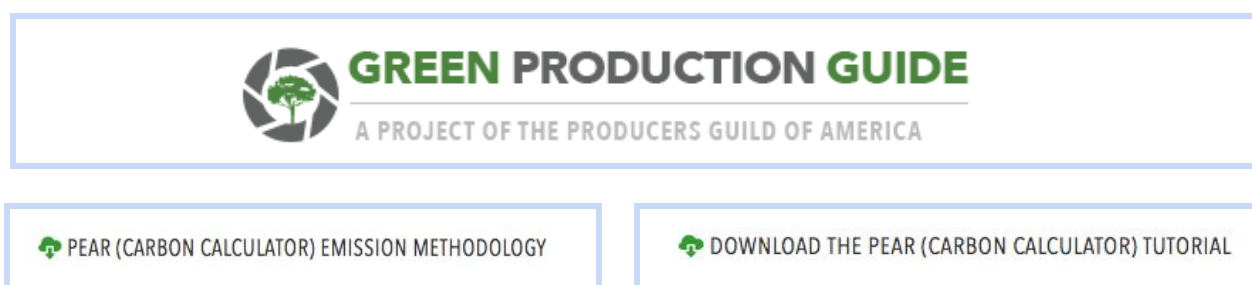 GREEN PRODUCTION GUIDE
A PROJECT OF THE PRODUCERS GUILD OF AMERICA
PEAR (CARBON CALCULATOR) EMISSION METHODOLOGY
DOWNLOAD THE PEAR (CARBON CALCULATOR) TUTORIAL